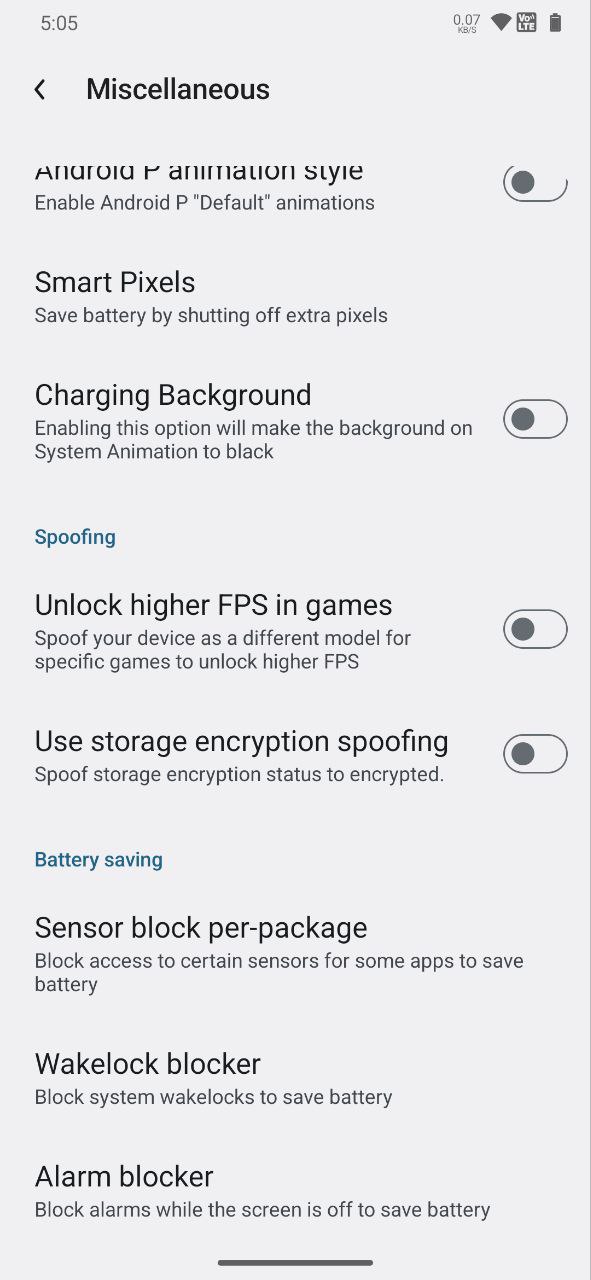 5:05
0.07
KB/S
Vo))
LTE
Miscellaneous
Android P animation style
Enable Android P "Default" animations
Smart Pixels
Save battery by shutting off extra pixels
Charging Background
Enabling this option will make the background on
System Animation to black
Spoofing
Unlock higher FPS in games
Spoof your device as a different model for
specific games to unlock higher FPS
Use storage encryption spoofing
Spoof storage encryption status to encrypted.
Battery saving
Sensor block per-package
Block access to certain sensors for some apps to save
battery
Wakelock blocker
Block system wakelocks to save battery
Alarm blocker
Block alarms while the screen is off to save battery